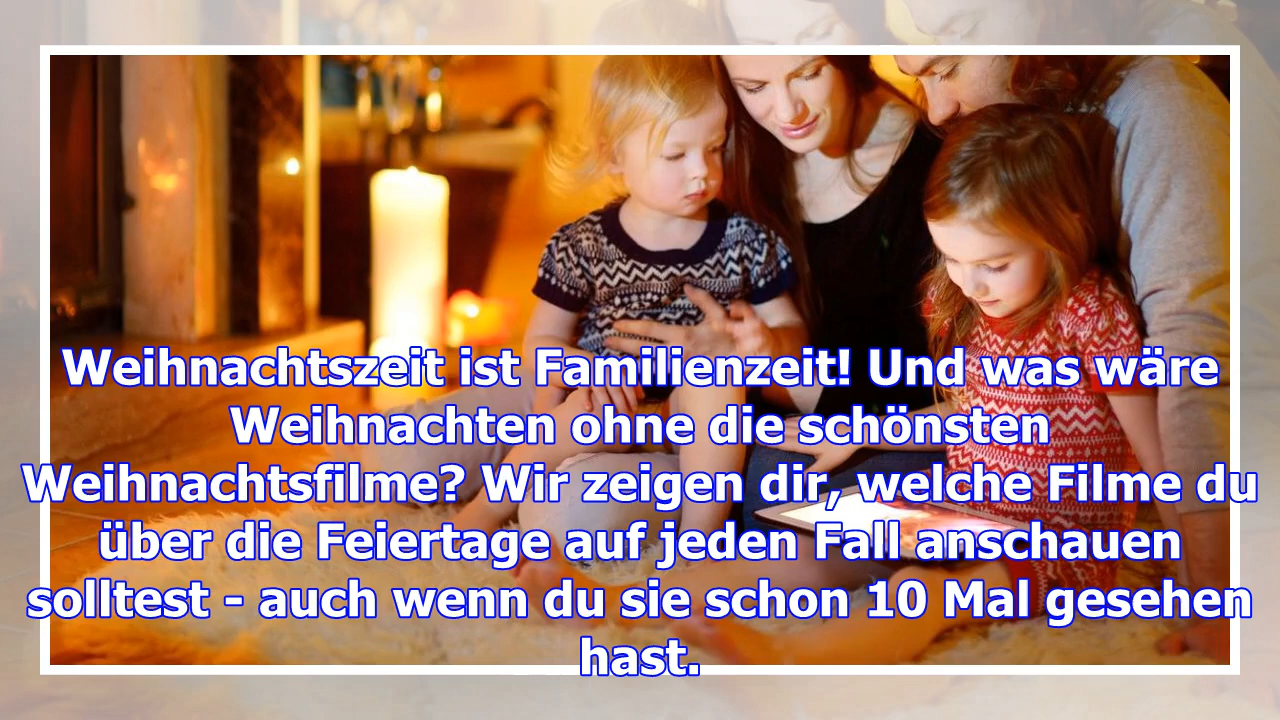 Weihnachtszeit ist Familienzeit! Und was wäre
Weihnachten ohne die schönsten
Weihnachtsfilme? Wir zeigen dir, welche Filme du
über die Feiertage auf jeden Fall anschauen
solltest - auch wenn du sie schon 10 Mal gesehen
hast.